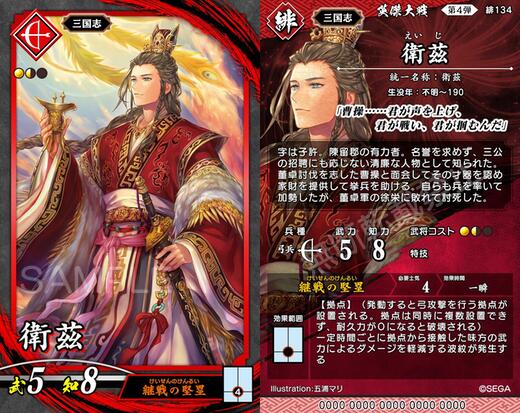 三国志
SAMPLE
衛茲
武5 知8
けいせんのけんるい
継戦の堅塁
4
緋
三国志
英傑大戦
第4弾
緋134
えい じ
衛茲
統一名称:衛茲
生没年:不明~190
「曹操……君が声を上げ、
君が戦い、君が掴むんだ」
字は子許。陳留郡の有力者。名誉を求めず、三公
の招聘にも応じない清廉な人物として知られた。
董卓討伐を志した曹操と面会してその才器を認め
家財を提供して挙兵を助ける。自らも兵を率いて
加勢したが、董卓軍の徐栄に敗れて討死した。
兵種 武力 知力 武将コスト
弓兵 5 8 特技
けいせんのけんるい
継戦の堅塁
必要士気 効果時間
4 一瞬
効果範囲
【拠点】(発動すると弓攻撃を行う拠点が
設置される。拠点は同時に複数設置でき
ず、耐久力が0になると破壊される)
一定時間ごとに拠点から接触した味方の武
力によるダメージを軽減する波紋が発生す
る
Illustration:五浦マリ
©SEGA
0000-0000-0000-0000-0000